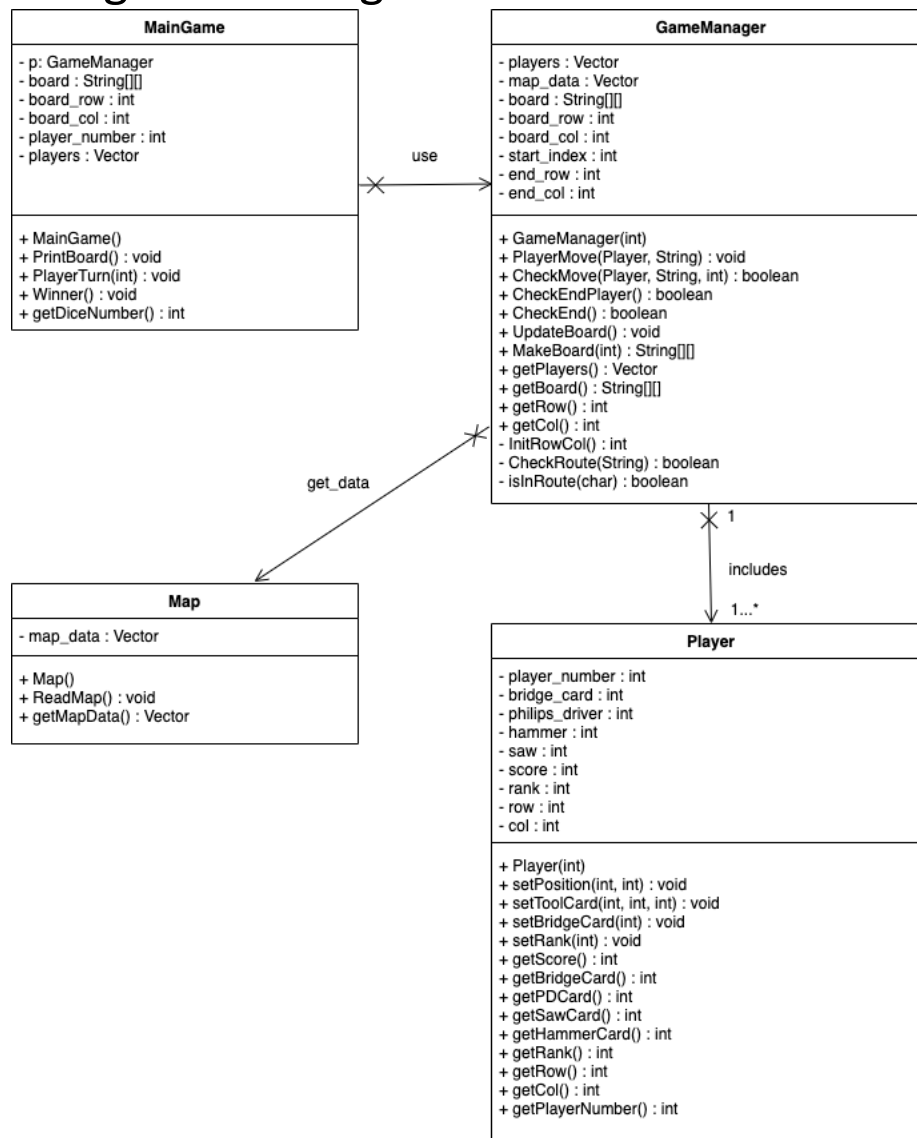 MainGame
- p: GameManager
- board : String[][]
- board_row : int
- board_col : int
- player_number : int
- players : Vector
+ MainGame()
+ PrintBoard() : void
+ PlayerTurn(int) : void
+ Winner() : void
+ getDiceNumber() : int
use
GameManager
- players : Vector
- map_data : Vector
- board : String[][]
- board_row : int
- board_col : int
- start_index : int
- end_row : int
- end_col : int
+ GameManager(int)
+ PlayerMove(Player, String) : void
+ CheckMove(Player, String, int) : boolean
+ CheckEndPlayer() : boolean
+ CheckEnd() : boolean
+ UpdateBoard() : void
+ MakeBoard(int) : String[][]
+ getPlayers() : Vector
+ getBoard() : String[][]
+ getRow() : int
+ getCol() : int
- InitRowCol() : int
- CheckRoute(String) : boolean
- isInRoute(char) : boolean
get_data
1
includes
1...*
Map
- map_data : Vector
+ Map()
+ ReadMap() : void
+ getMapData() : Vector
Player
- player_number : int
- bridge_card : int
- philips_driver : int
- hammer : int
- saw : int
- score : int
- rank : int
- row : int
- col : int
+ Player(int)
+ setPosition(int, int) : void
+ setToolCard(int, int, int) : void
+ setBridgeCard(int) : void
+ setRank(int) : void
+ getScore() : int
+ getBridgeCard() : int
+ getPDCard() : int
+ getSawCard() : int
+ getHammerCard() : int
+ getRank() : int
+ getRow() : int
+ getCol() : int
+ getPlayerNumber() : int